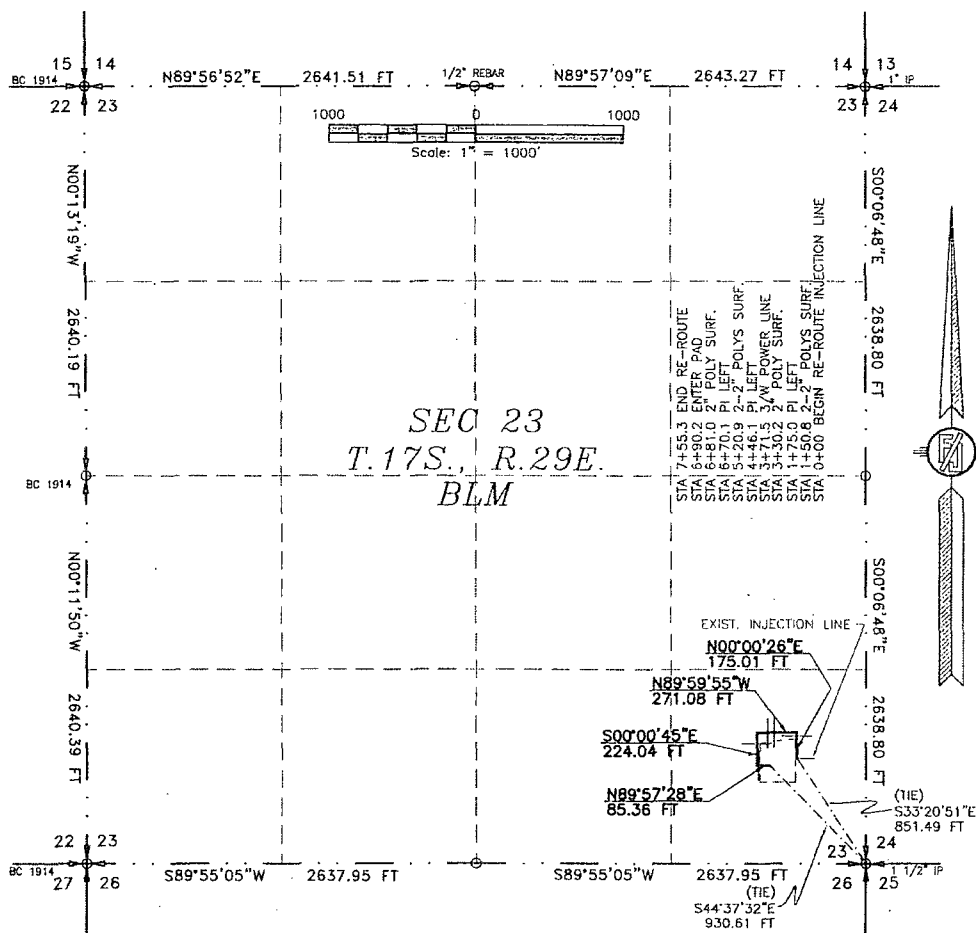 15 14
14 13
BC 1914
N89°56'52"E 2641.51 FT
1/2" REBAR
N89°57'09"E 2643.27 FT
1" IP
22 23
23 24
1000 0 1000
Scale: 1" = 1000'
N00°13'19"W 2640.19 FT
S00°06'48"E 2638.80 FT
STA 7+55.3 END RE-ROUTE
STA 6+90.2 ENTER PAD
STA 6+81.0 2" POLY SURF.
STA 6+70.1 PI LEFT
STA 5+20.9 2-2" POLYS SURF.
STA 4+46.1 PI LEFT
STA 3+71.5 3/W POWER LINE
STA 3+30.2 2" POLY SURF.
STA 1+75.0 PI LEFT
STA 1+50.8 2-2" POLYS SURF.
STA 0+00 BEGIN RE-ROUTE INJECTION LINE
SEC 23
T.17S., R.29E.
BLM
BC 1914
N00°11'50"W 2640.39 FT
S00°06'48"E 2638.80 FT
EXIST. INJECTION LINE
N00°00'26"E
175.01 FT
N89°59'55"W
271.08 FT
S00°00'45"E
224.04 FT
N89°57'28"E
85.36 FT
(TIE)
S33°20'51"E
851.49 FT
22 23
23 24
BC 1914
27 26
S89°55'05"W 2637.95 FT
S89°55'05"W 2637.95 FT
26 25
1 1/2" IP
(TIE)
S44°37'32"E
930.61 FT